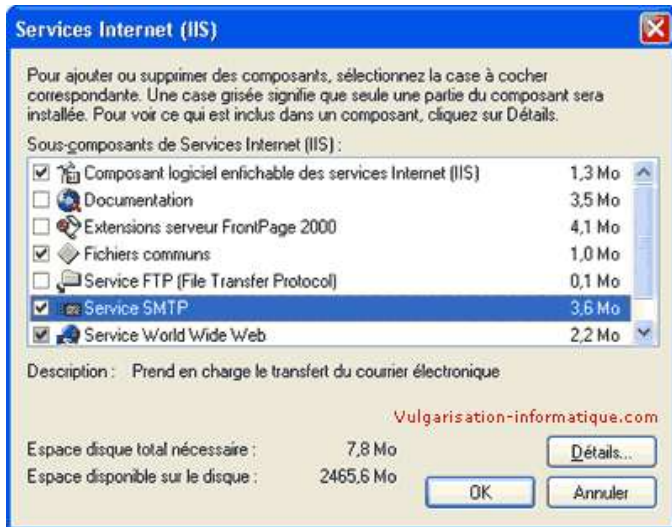 Services Internet (IIS)
Pour ajouter ou supprimer des composants, sélectionnez la case à cocher
correspondante. Une case grisée signifie que seule une partie du composant sera
installée. Pour voir ce qui est inclus dans un composant, cliquez sur Détails.
Sous-composants de Services Internet (IIS) :
Composant logiciel enfichable des services Internet (IIS) 1,3 Mo
Documentation 3,5 Mo
Extensions serveur FrontPage 2000 4,1 Mo
Fichiers communs 1,0 Mo
Service FTP (File Transfer Protocol) 0,1 Mo
Service SMTP 3,6 Mo
Service World Wide Web 2,2 Mo
Description : Prend en charge le transfert du courrier électronique
Vulgarisation-informatique.com
Espace disque total nécessaire : 7,8 Mo
Détails...
Espace disponible sur le disque : 2465,6 Mo
OK Annuler